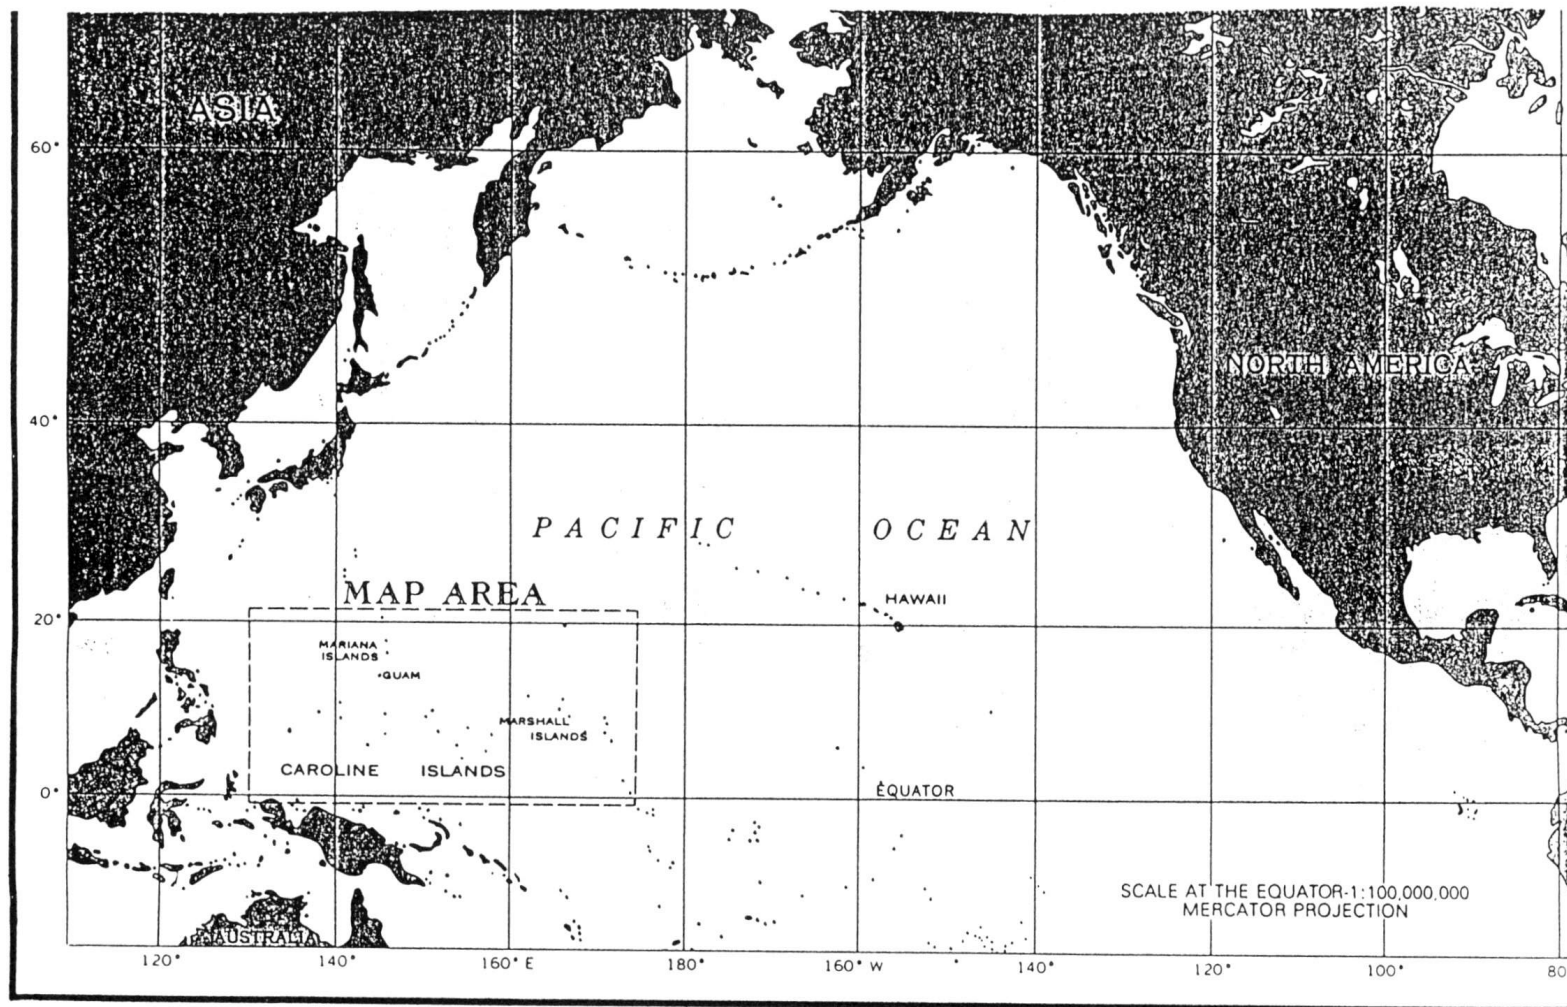 ASIA
60°
NORTH AMERICA
40°
PACIFIC OCEAN
MAP AREA
HAWAII
20°
MARIANA
ISLANDS
GUAM
MARSHALL
ISLANDS
CAROLINE ISLANDS
0°
EQUATOR
SCALE AT THE EQUATOR-1:100,000,000
MERCATOR PROJECTION
AUSTRALIA
120° 140° 160° E 180° 160° W 140° 120° 100° 80